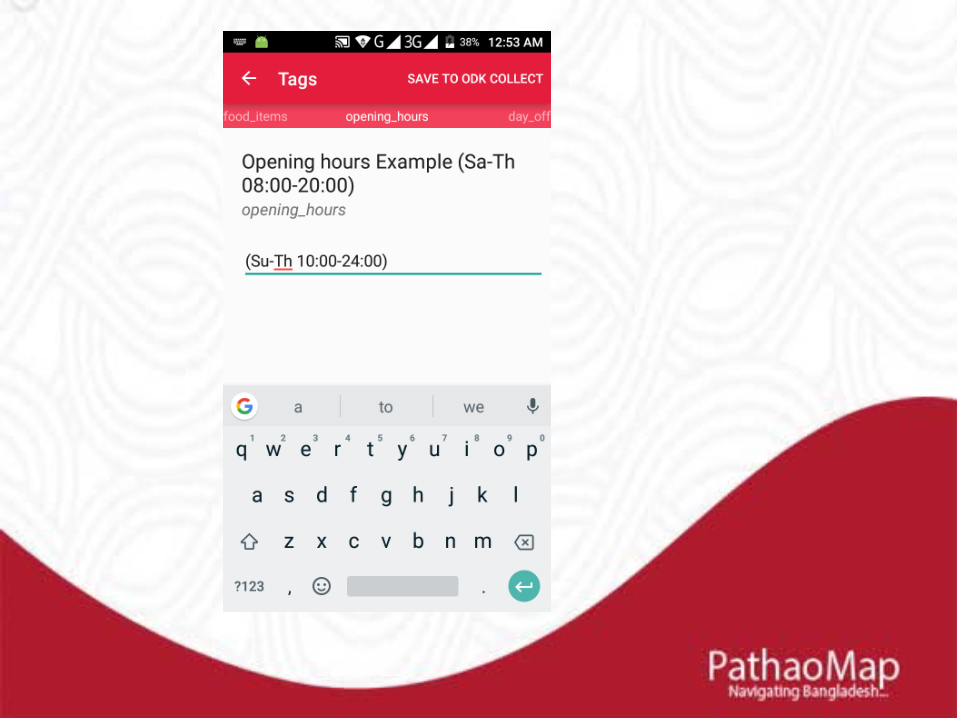 G 3G 38% 12:53 AM
Tags SAVE TO ODK COLLECT
food_items opening_hours day_off
Opening hours Example (Sa-Th
08:00-20:00)
opening_hours
(Su-Th 10:00-24:00)
G a to we
q1 w2 e3 r4 t5 y6 u7 i8 o9 p0
a s d f g h j k l
z x c v b n m
?123 , .
PathaoMap
Navigating Bangladesh...